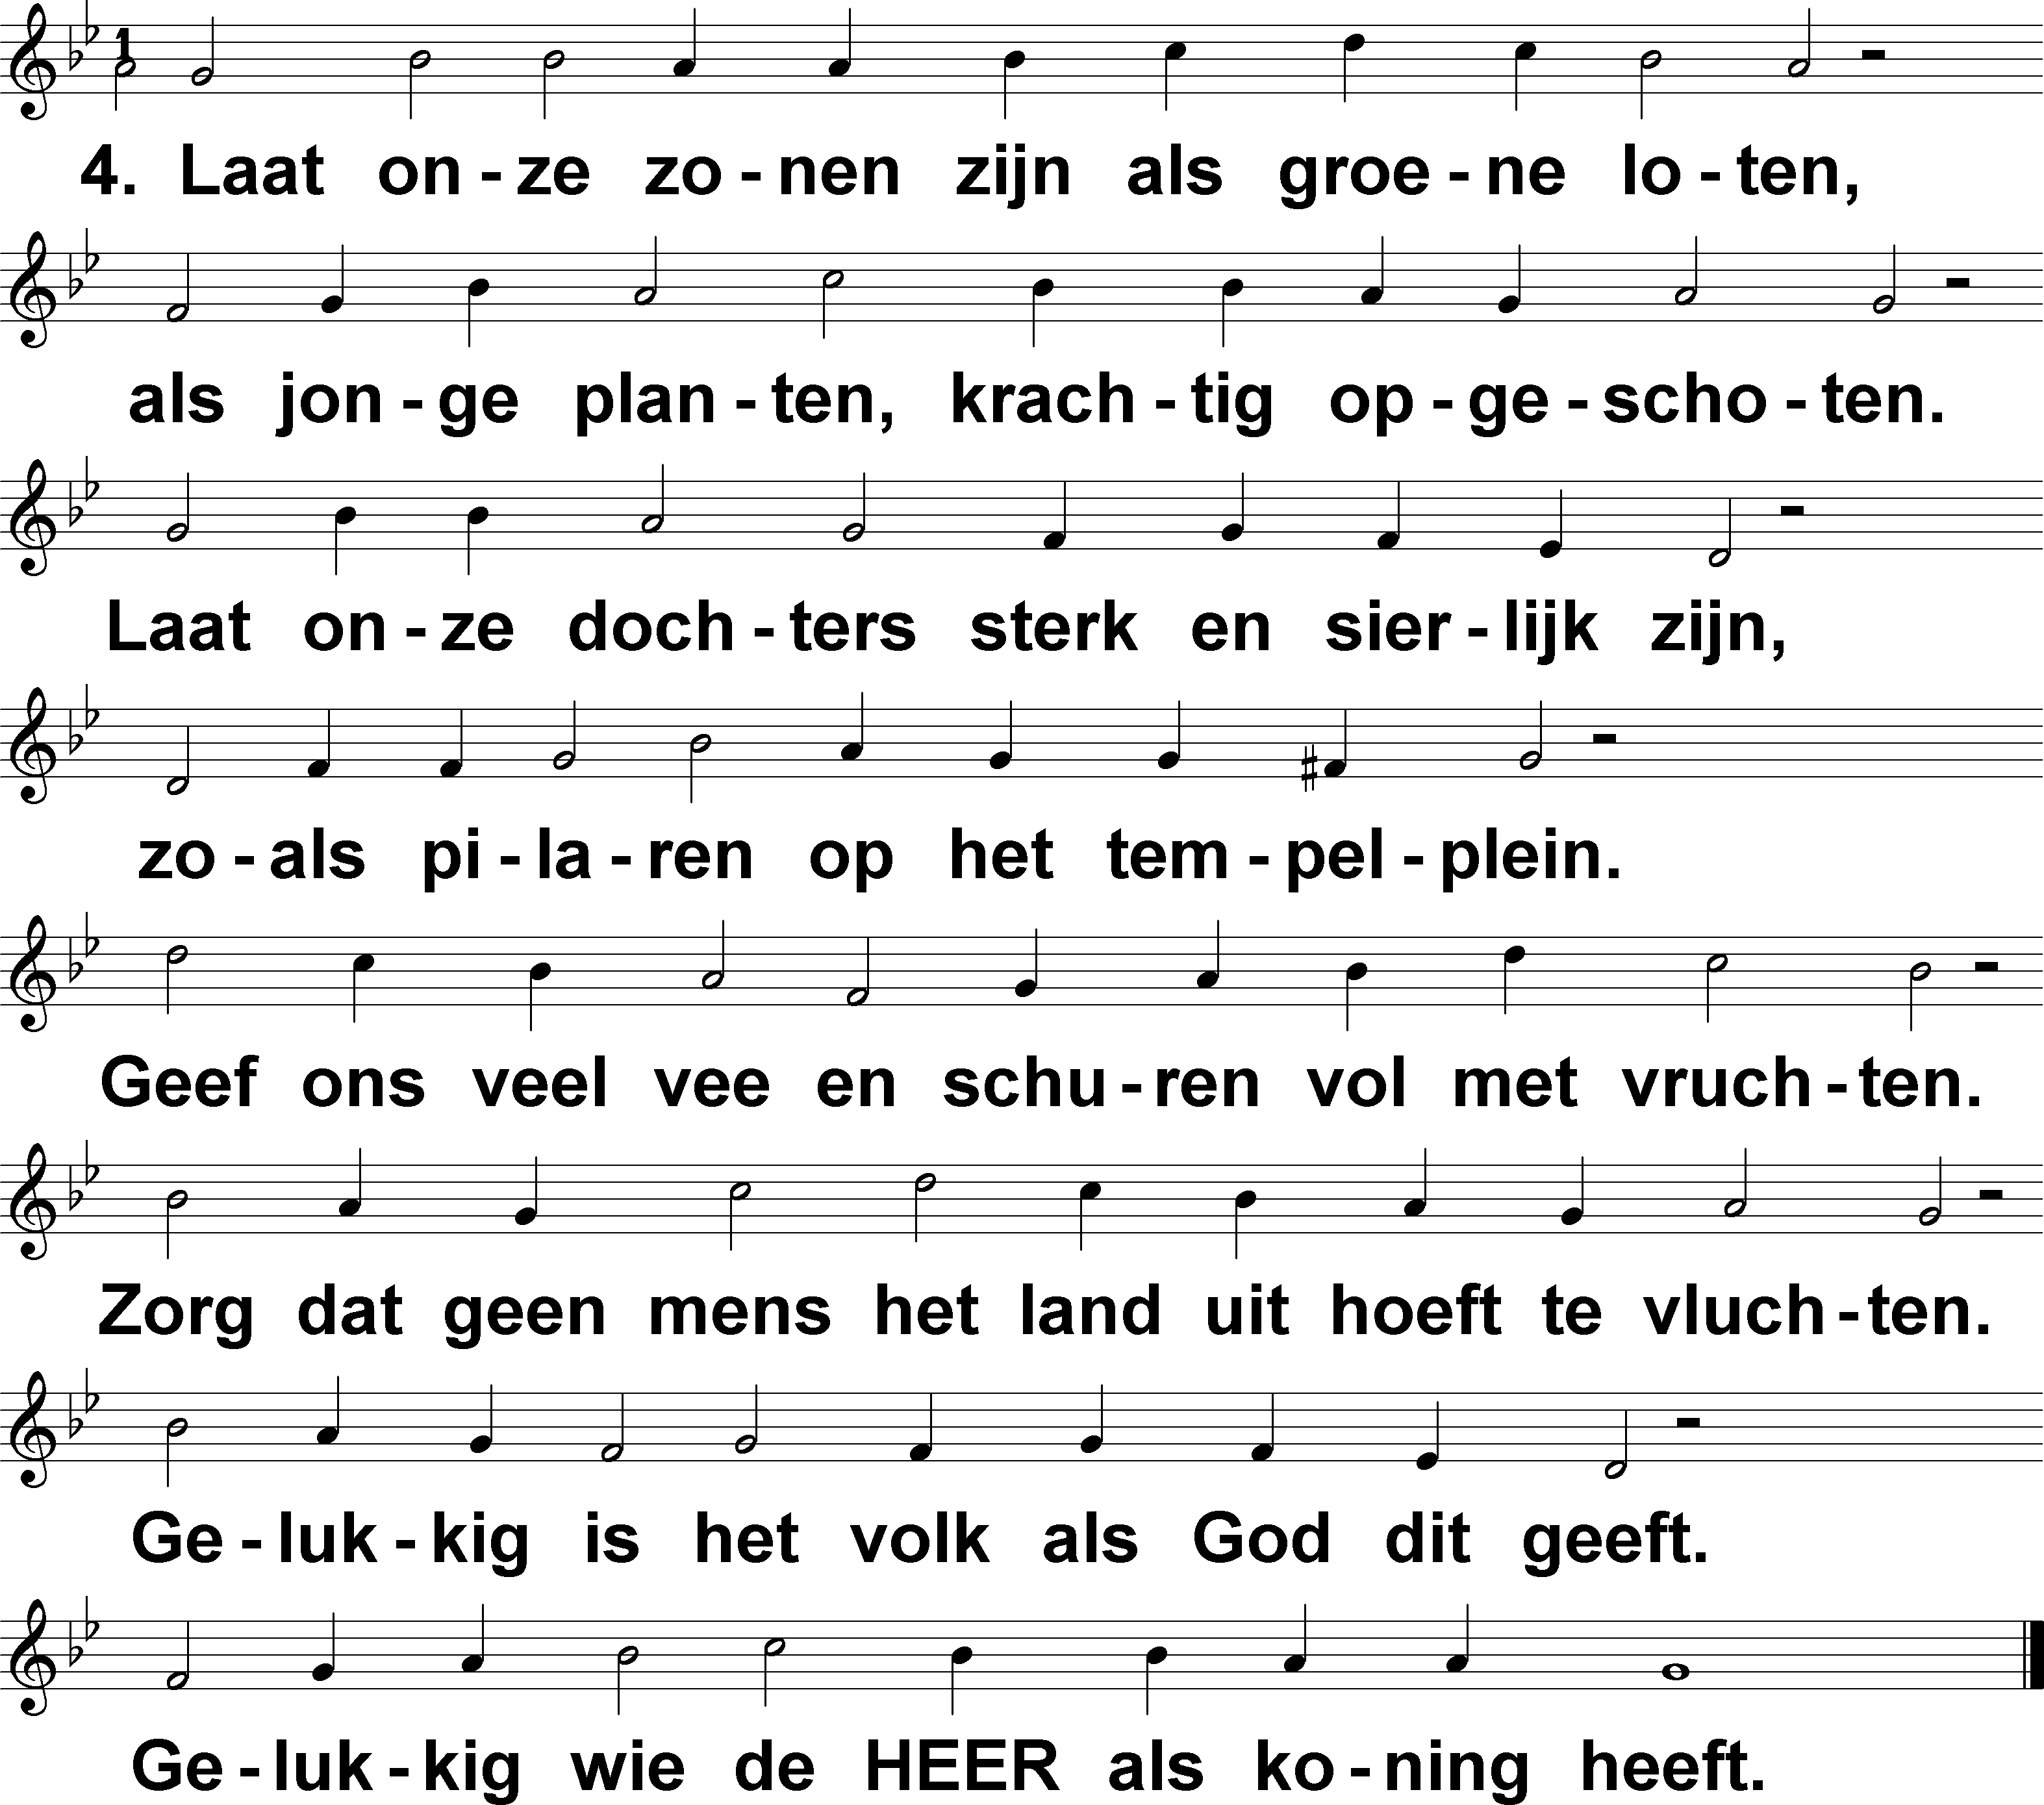 1
4. Laat on - ze zo - nen zijn als groe - ne lo - ten,
als jon - ge plan - ten, krach - tig op - ge - scho - ten.
Laat on - ze doch - ters sterk en sier - lijk zijn,
zo - als pi - la - ren op het tem - pel - plein.
Geef ons veel vee en schu - ren vol met vruch - ten.
Zorg dat geen mens het land uit hoeft te vluch - ten.
Ge - luk - kig is het volk als God dit geeft.
Ge - luk - kig wie de HEER als ko - ning heeft.